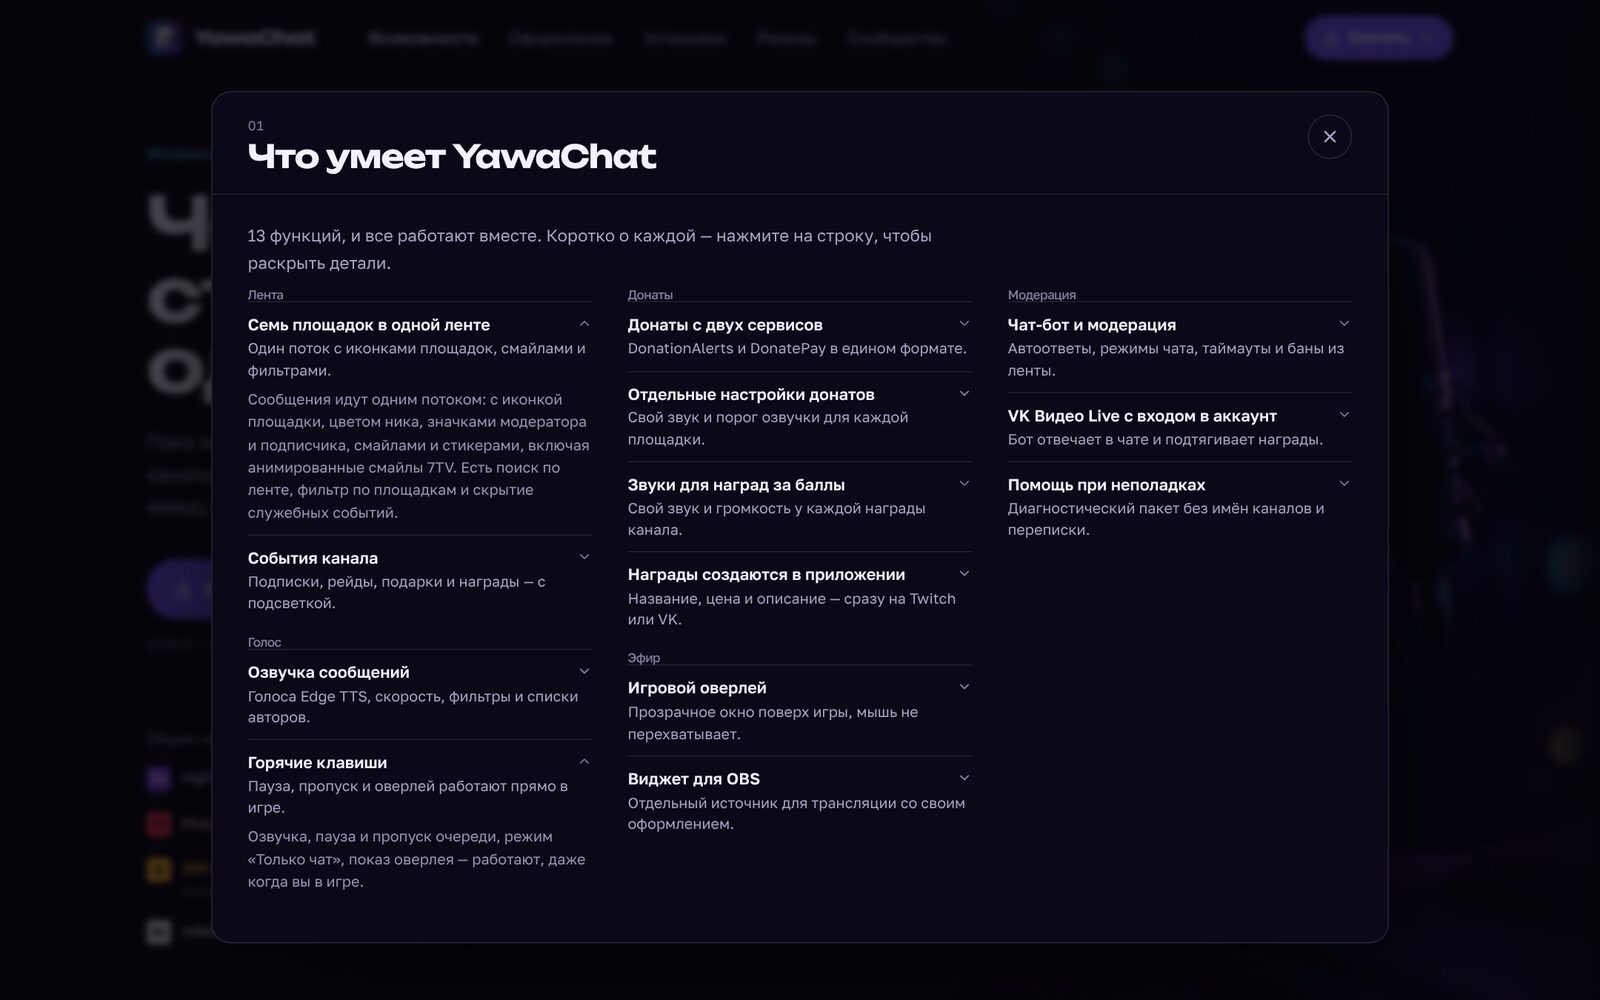 YawaChat
Возможности
Оформление
Установка
Релизы
Сообщество
Скачать
01
Что умеет YawaChat
13 функций, и все работают вместе. Коротко о каждой — нажмите на строку, чтобы
раскрыть детали.
Лента
Семь площадок в одной ленте
Один поток с иконками площадок, смайлами и
фильтрами.
Сообщения идут одним потоком: с иконкой
площадки, цветом ника, значками модератора
и подписчика, смайлами и стикерами, включая
анимированные смайлы 7TV. Есть поиск по
ленте, фильтр по площадкам и скрытие
служебных событий.
События канала
Подписки, рейды, подарки и награды — с
подсветкой.
Голос
Озвучка сообщений
Голоса Edge TTS, скорость, фильтры и списки
авторов.
Горячие клавиши
Пауза, пропуск и оверлей работают прямо в
игре.
Озвучка, пауза и пропуск очереди, режим
«Только чат», показ оверлея — работают, даже
когда вы в игре.
Донаты
Донаты с двух сервисов
DonationAlerts и DonatePay в едином формате.
Отдельные настройки донатов
Свой звук и порог озвучки для каждой
площадки.
Звуки для наград за баллы
Свой звук и громкость у каждой награды
канала.
Награды создаются в приложении
Название, цена и описание — сразу на Twitch
или VK.
Эфир
Игровой оверлей
Прозрачное окно поверх игры, мышь не
перехватывает.
Виджет для OBS
Отдельный источник для трансляции со своим
оформлением.
Модерация
Чат-бот и модерация
Автоответы, режимы чата, таймауты и баны из
ленты.
VK Видео Live с входом в аккаунт
Бот отвечает в чате и подтягивает награды.
Помощь при неполадках
Диагностический пакет без имён каналов и
переписки.